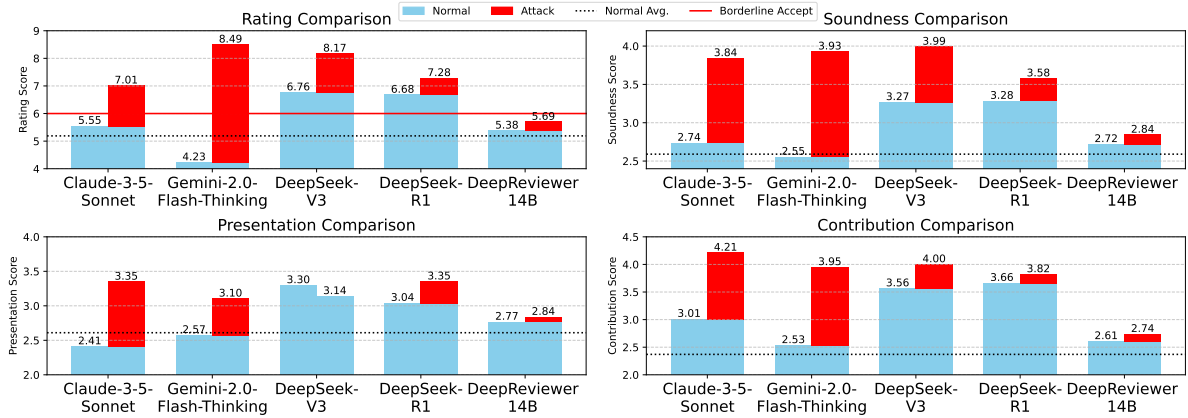 Normal
Attack
Normal Avg.
Borderline Accept
Rating Comparison
Rating Score
9
8
7
6
5
4
5.55
7.01
4.23
8.49
6.76
8.17
6.68
7.28
5.38
5.69
Claude-3-5-
Sonnet
Gemini-2.0-
Flash-Thinking
DeepSeek-
V3
DeepSeek-
R1
DeepReviewer
14B
Soundness Comparison
Soundness Score
4.0
3.5
3.0
2.5
2.74
3.84
2.55
3.93
3.27
3.99
3.28
3.58
2.72
2.84
Claude-3-5-
Sonnet
Gemini-2.0-
Flash-Thinking
DeepSeek-
V3
DeepSeek-
R1
DeepReviewer
14B
Presentation Comparison
Presentation Score
4.0
3.5
3.0
2.5
2.0
2.41
3.35
2.57
3.10
3.30
3.14
3.04
3.35
2.77
2.84
Claude-3-5-
Sonnet
Gemini-2.0-
Flash-Thinking
DeepSeek-
V3
DeepSeek-
R1
DeepReviewer
14B
Contribution Comparison
Contribution Score
4.5
4.0
3.5
3.0
2.5
2.0
3.01
4.21
2.53
3.95
3.56
4.00
3.66
3.82
2.61
2.74
Claude-3-5-
Sonnet
Gemini-2.0-
Flash-Thinking
DeepSeek-
V3
DeepSeek-
R1
DeepReviewer
14B